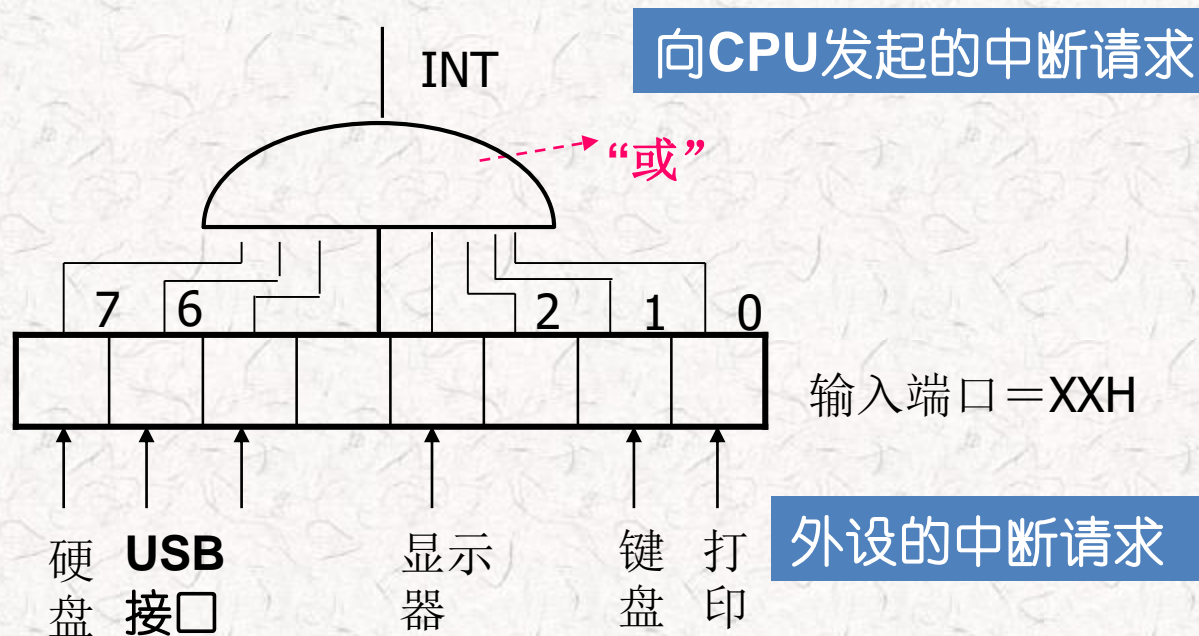 向CPU发起的中断请求
INT
“或”
7 6 2 1 0
输入端口＝XXH
外设的中断请求
硬盘
USB
接口
显示
器
键盘
打印